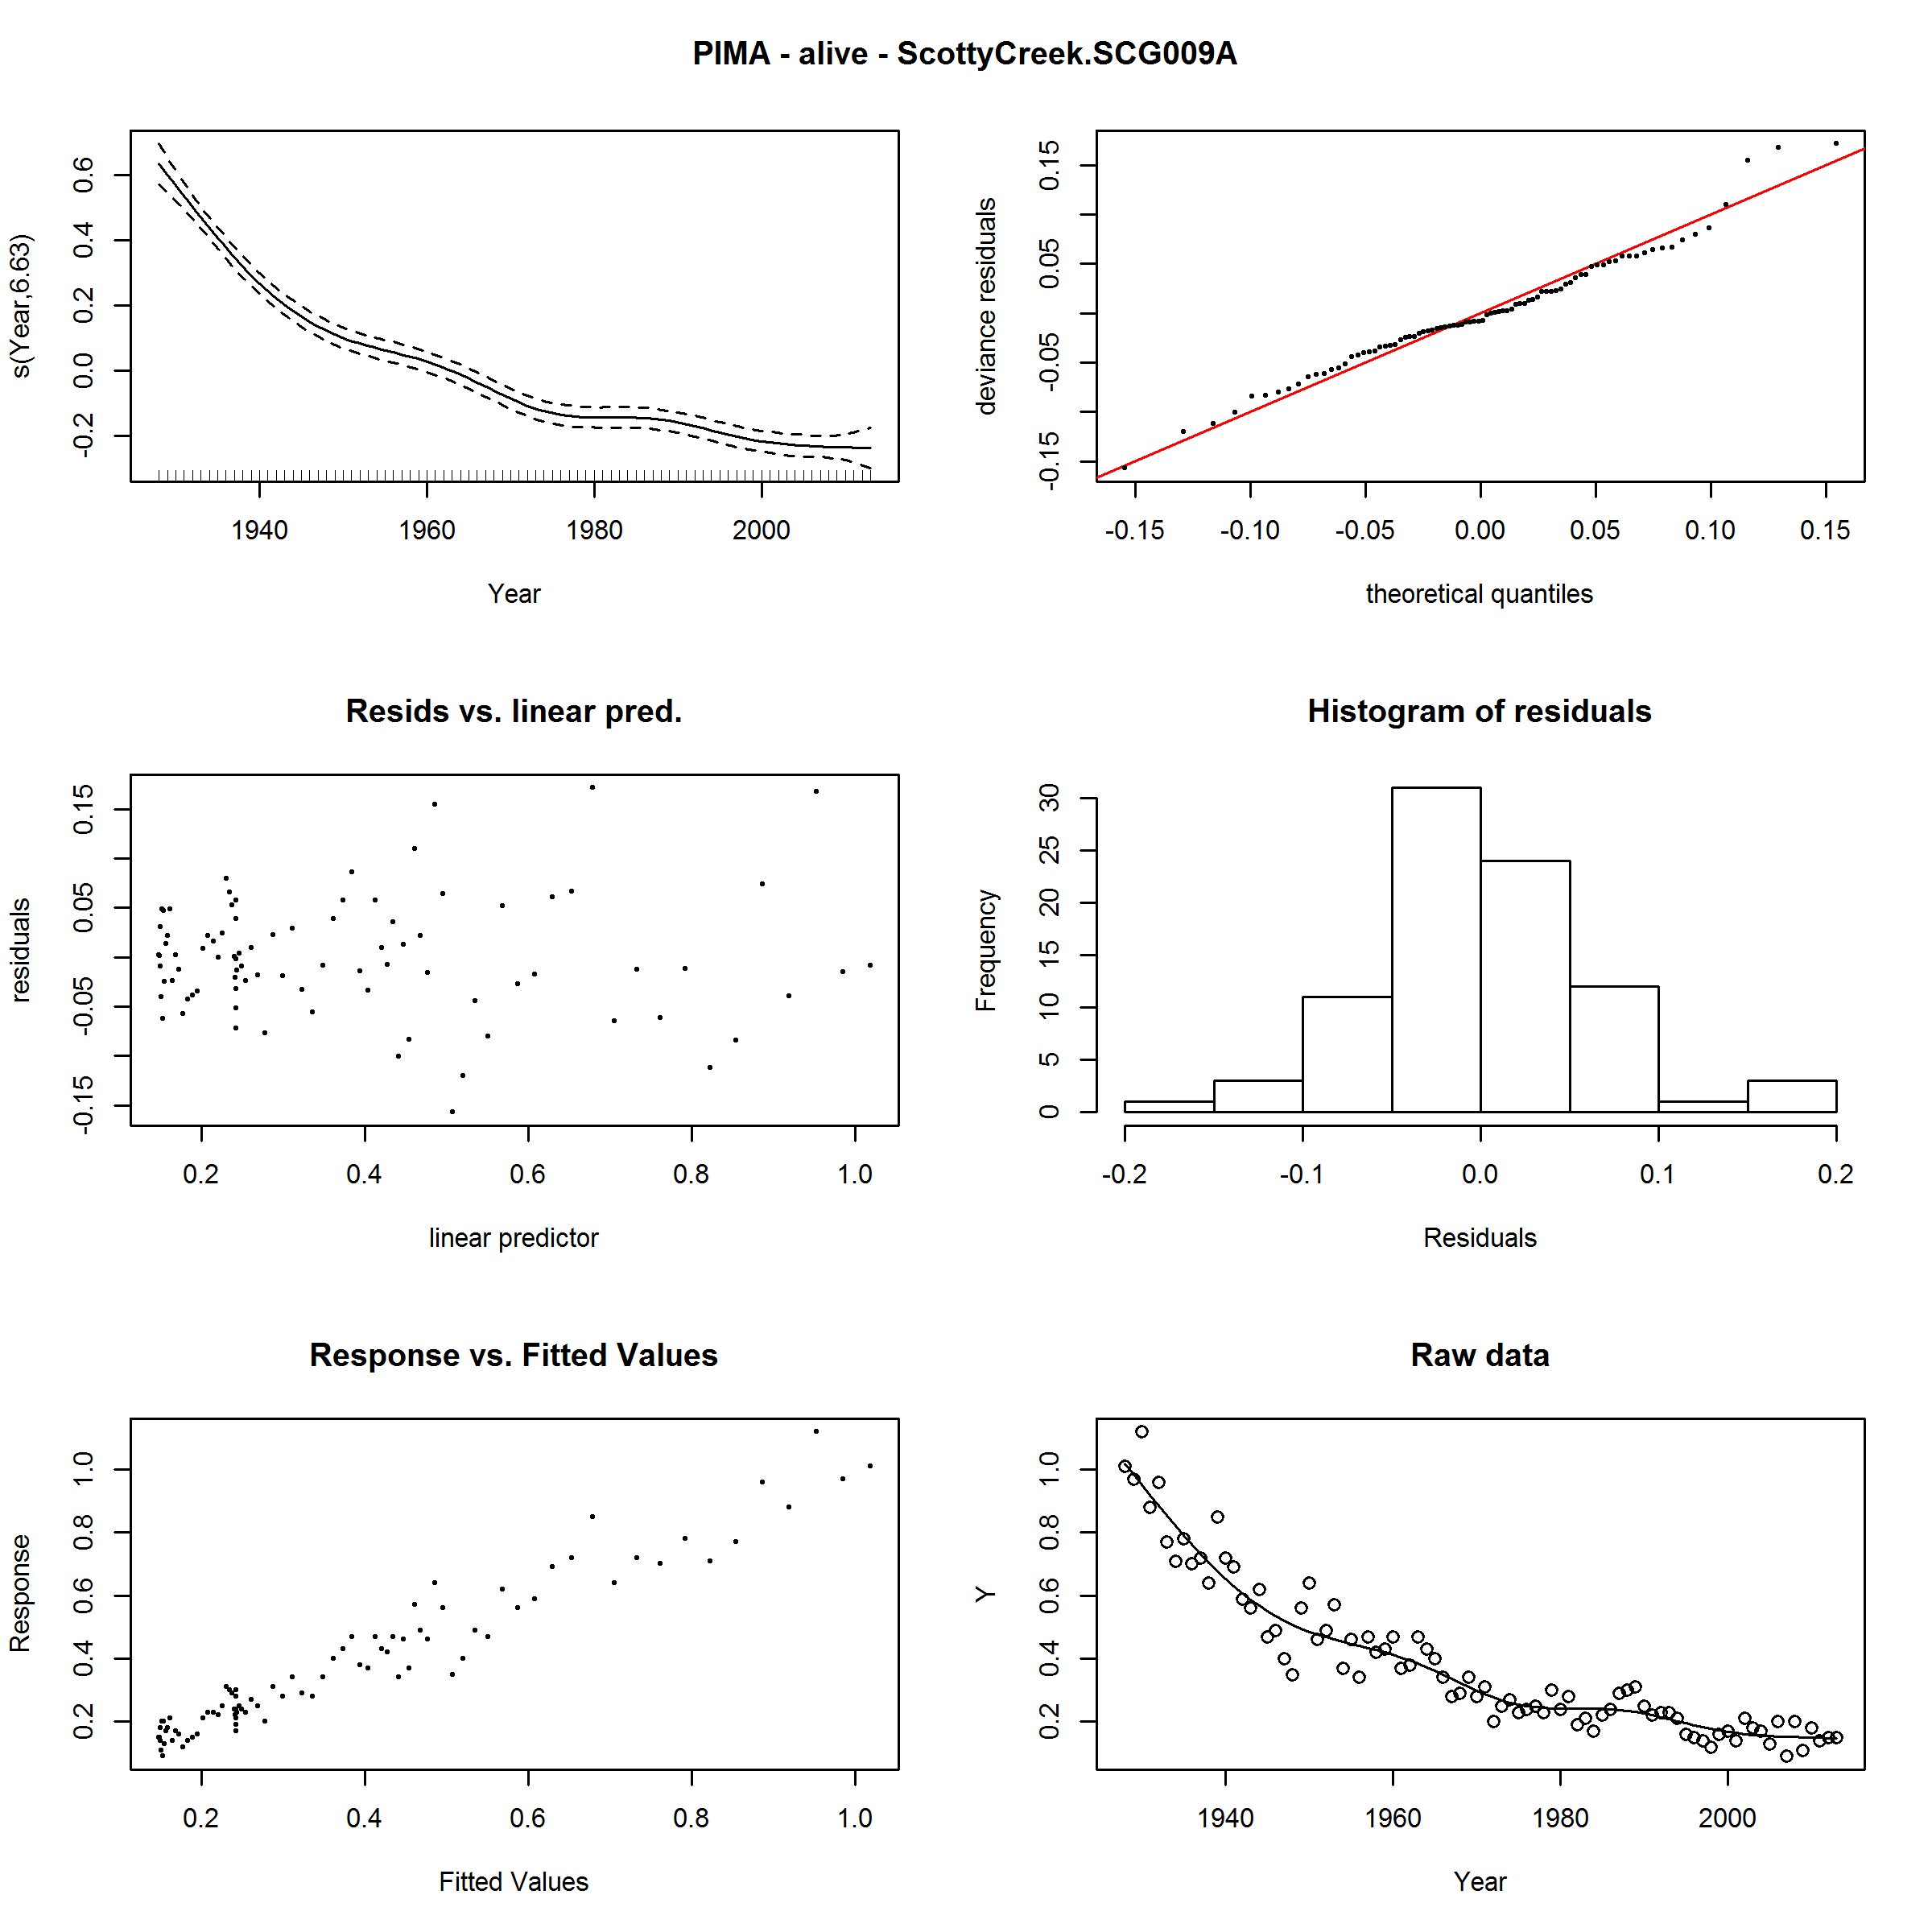 PIMA - alive - ScottyCreek.SCG009A
s(Year,6.63)
0.6
0.4
0.2
0.0
-0.2
1940 1960 1980 2000
Year
deviance residuals
0.15
0.05
-0.05
-0.15
-0.15 -0.10 -0.05 0.00 0.05 0.10 0.15
theoretical quantiles
Resids vs. linear pred.
residuals
0.15
0.05
-0.05
-0.15
0.2 0.4 0.6 0.8 1.0
linear predictor
Histogram of residuals
Frequency
30
25
20
15
10
5
0
-0.2 -0.1 0.0 0.1 0.2
Residuals
Response vs. Fitted Values
Response
1.0
0.8
0.6
0.4
0.2
0.2 0.4 0.6 0.8 1.0
Fitted Values
Raw data
Y
1.0
0.8
0.6
0.4
0.2
1940 1960 1980 2000
Year